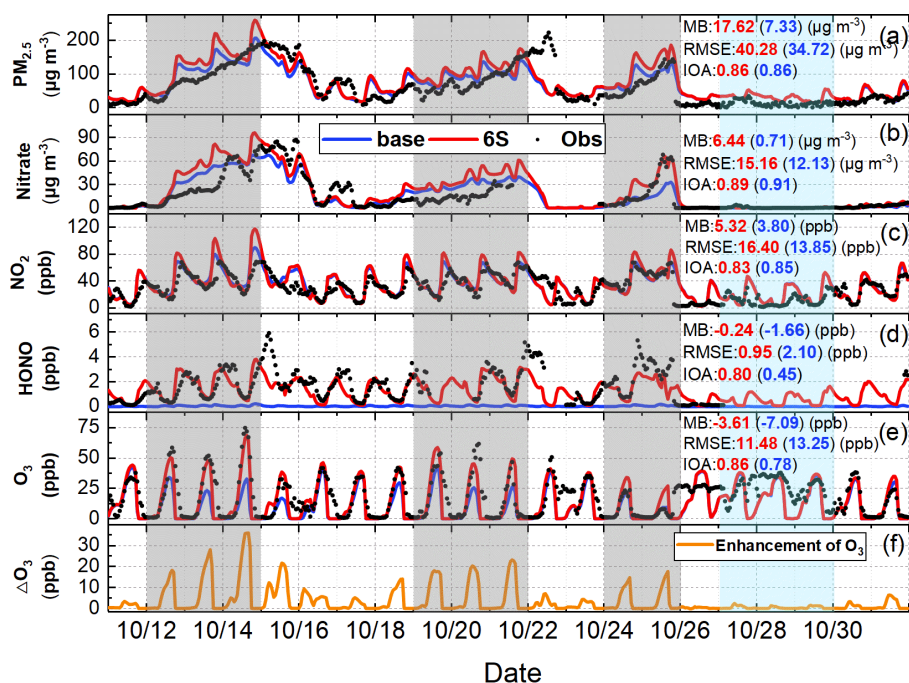 PM2.5
(µg m-3)
200
100
0
(a)
MB:17.62 (7.33) (µg m-3)
RMSE:40.28 (34.72) (µg m-3)
IOA:0.86 (0.86)
Nitrate
(µg m-3)
90
60
30
0
base 6S Obs
(b)
MB:6.44 (0.71) (µg m-3)
RMSE:15.16 (12.13) (µg m-3)
IOA:0.89 (0.91)
NO2
(ppb)
120
80
40
0
(c)
MB:5.32 (3.80) (ppb)
RMSE:16.40 (13.85) (ppb)
IOA:0.83 (0.85)
HONO
(ppb)
6
4
2
0
(d)
MB:-0.24 (-1.66) (ppb)
RMSE:0.95 (2.10) (ppb)
IOA:0.80 (0.45)
O3
(ppb)
75
50
25
0
(e)
MB:-3.61 (-7.09) (ppb)
RMSE:11.48 (13.25) (ppb)
IOA:0.86 (0.78)
△O3
(ppb)
30
20
10
0
Enhancement of O3
(f)
10/12 10/14 10/16 10/18 10/20 10/22 10/24 10/26 10/28 10/30
Date